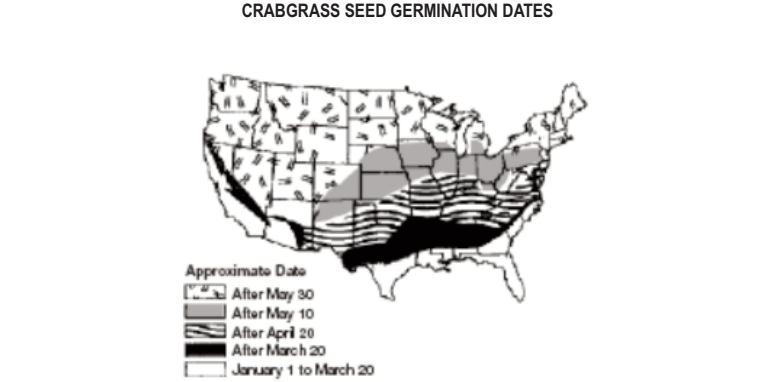 CRABGRASS SEED GERMINATION DATES
Approximate Date
After May 30
After May 10
After April 20
After March 20
January 1 to March 20